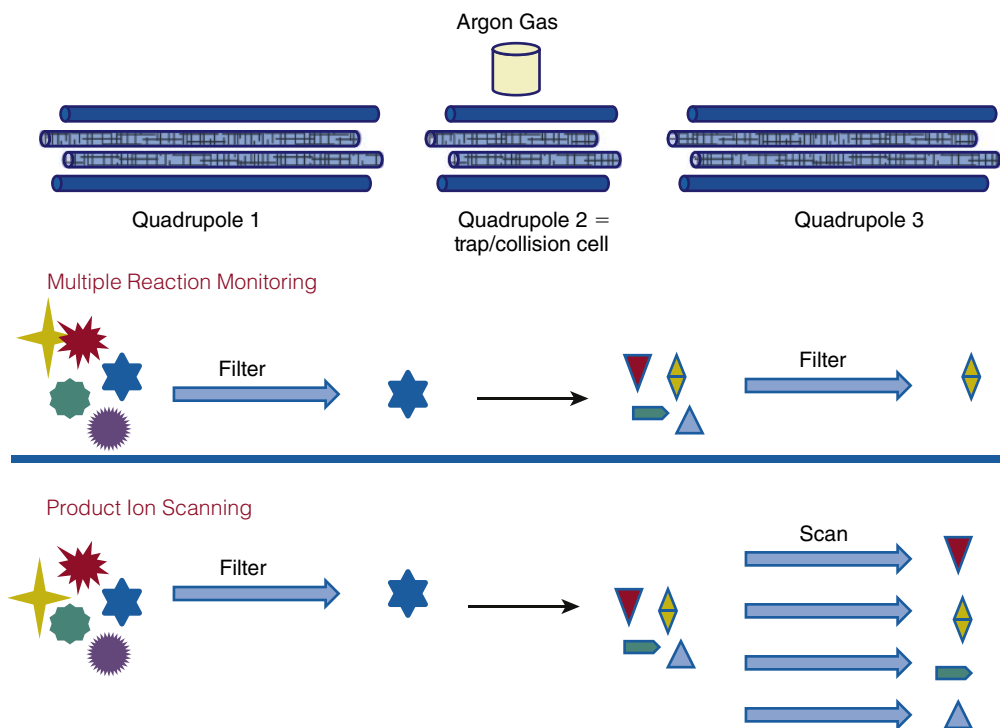 Argon Gas
Quadrupole 1
Quadrupole 2 =
trap/collision cell
Quadrupole 3
Multiple Reaction Monitoring
Filter
Filter
Product Ion Scanning
Filter
Scan